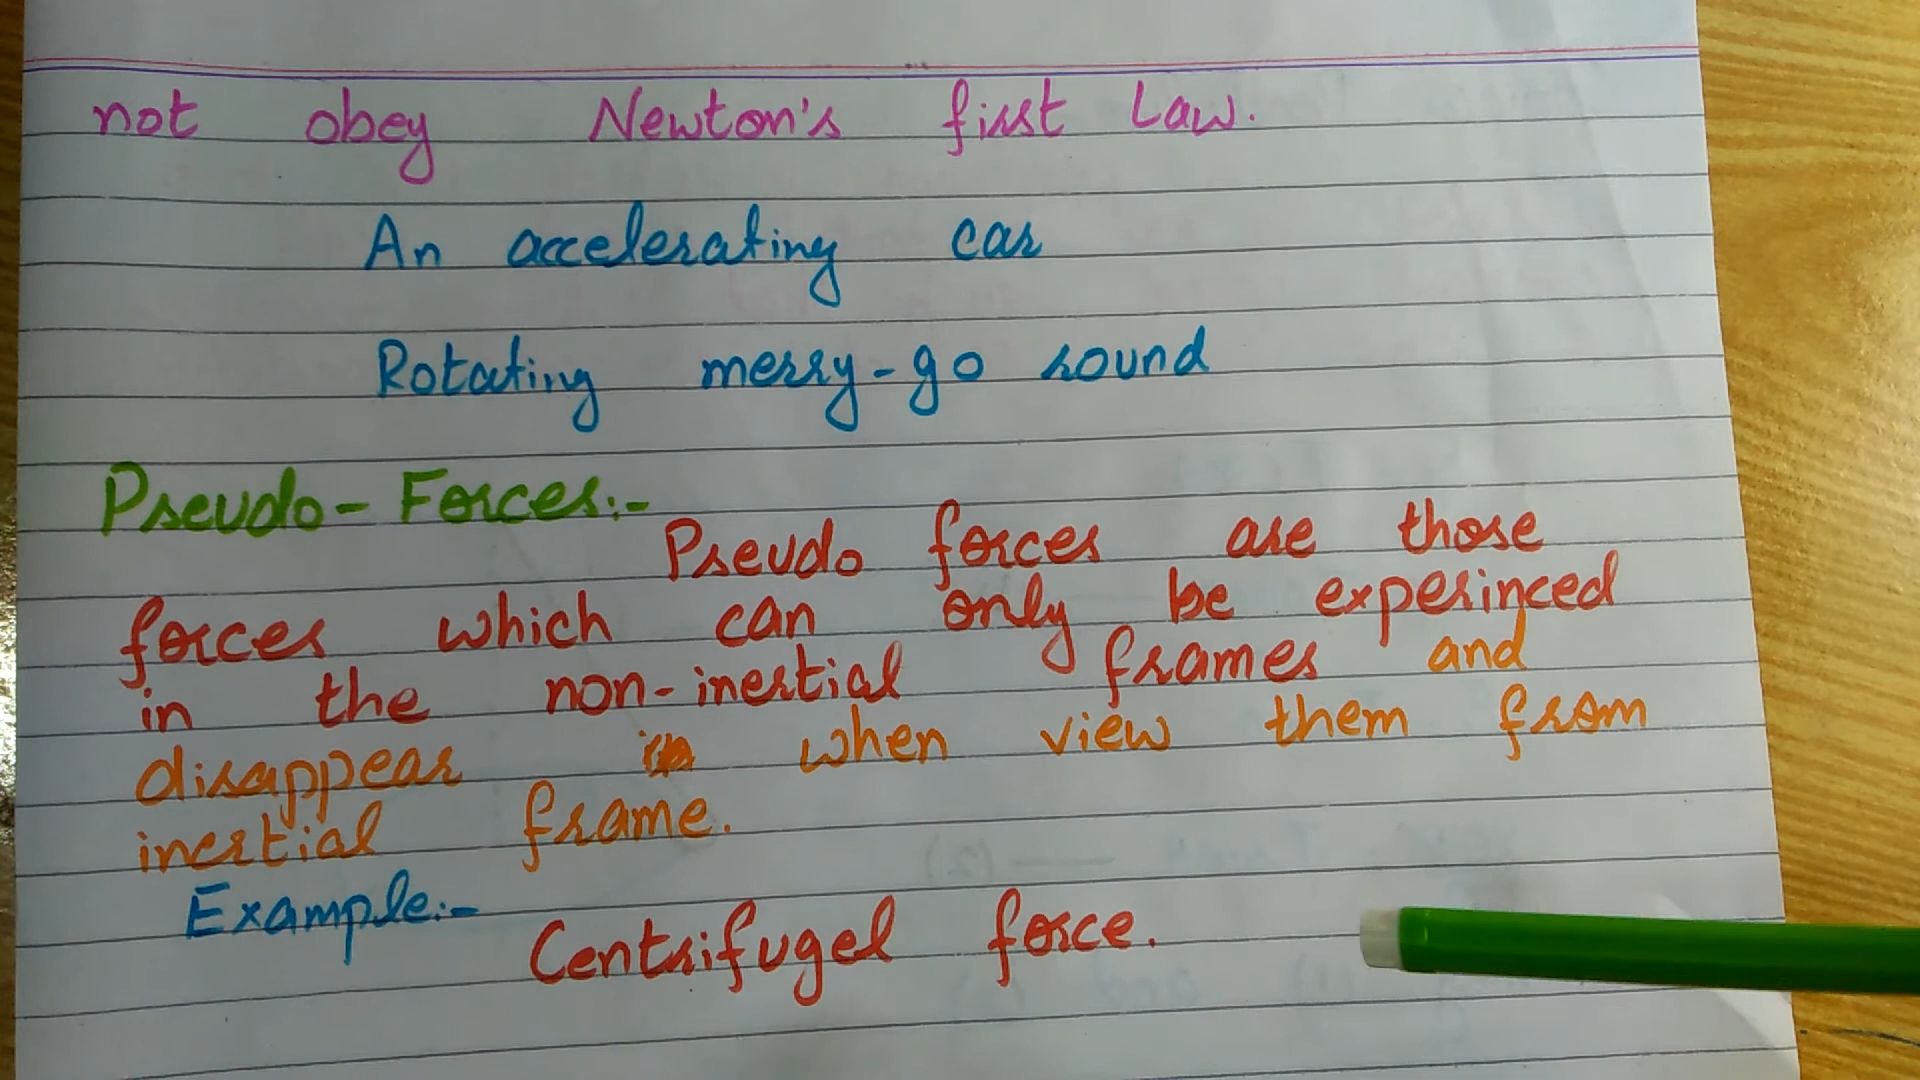 not obey Newton's first Law.
An accelerating car
Rotating merry-go round
Pseudo-Forces:-
Pseudo forces are those
forces which can only be experinced
in the non-inertial frames and
disappear when view them from
inertial frame.
Example:-
Centrifugel force.